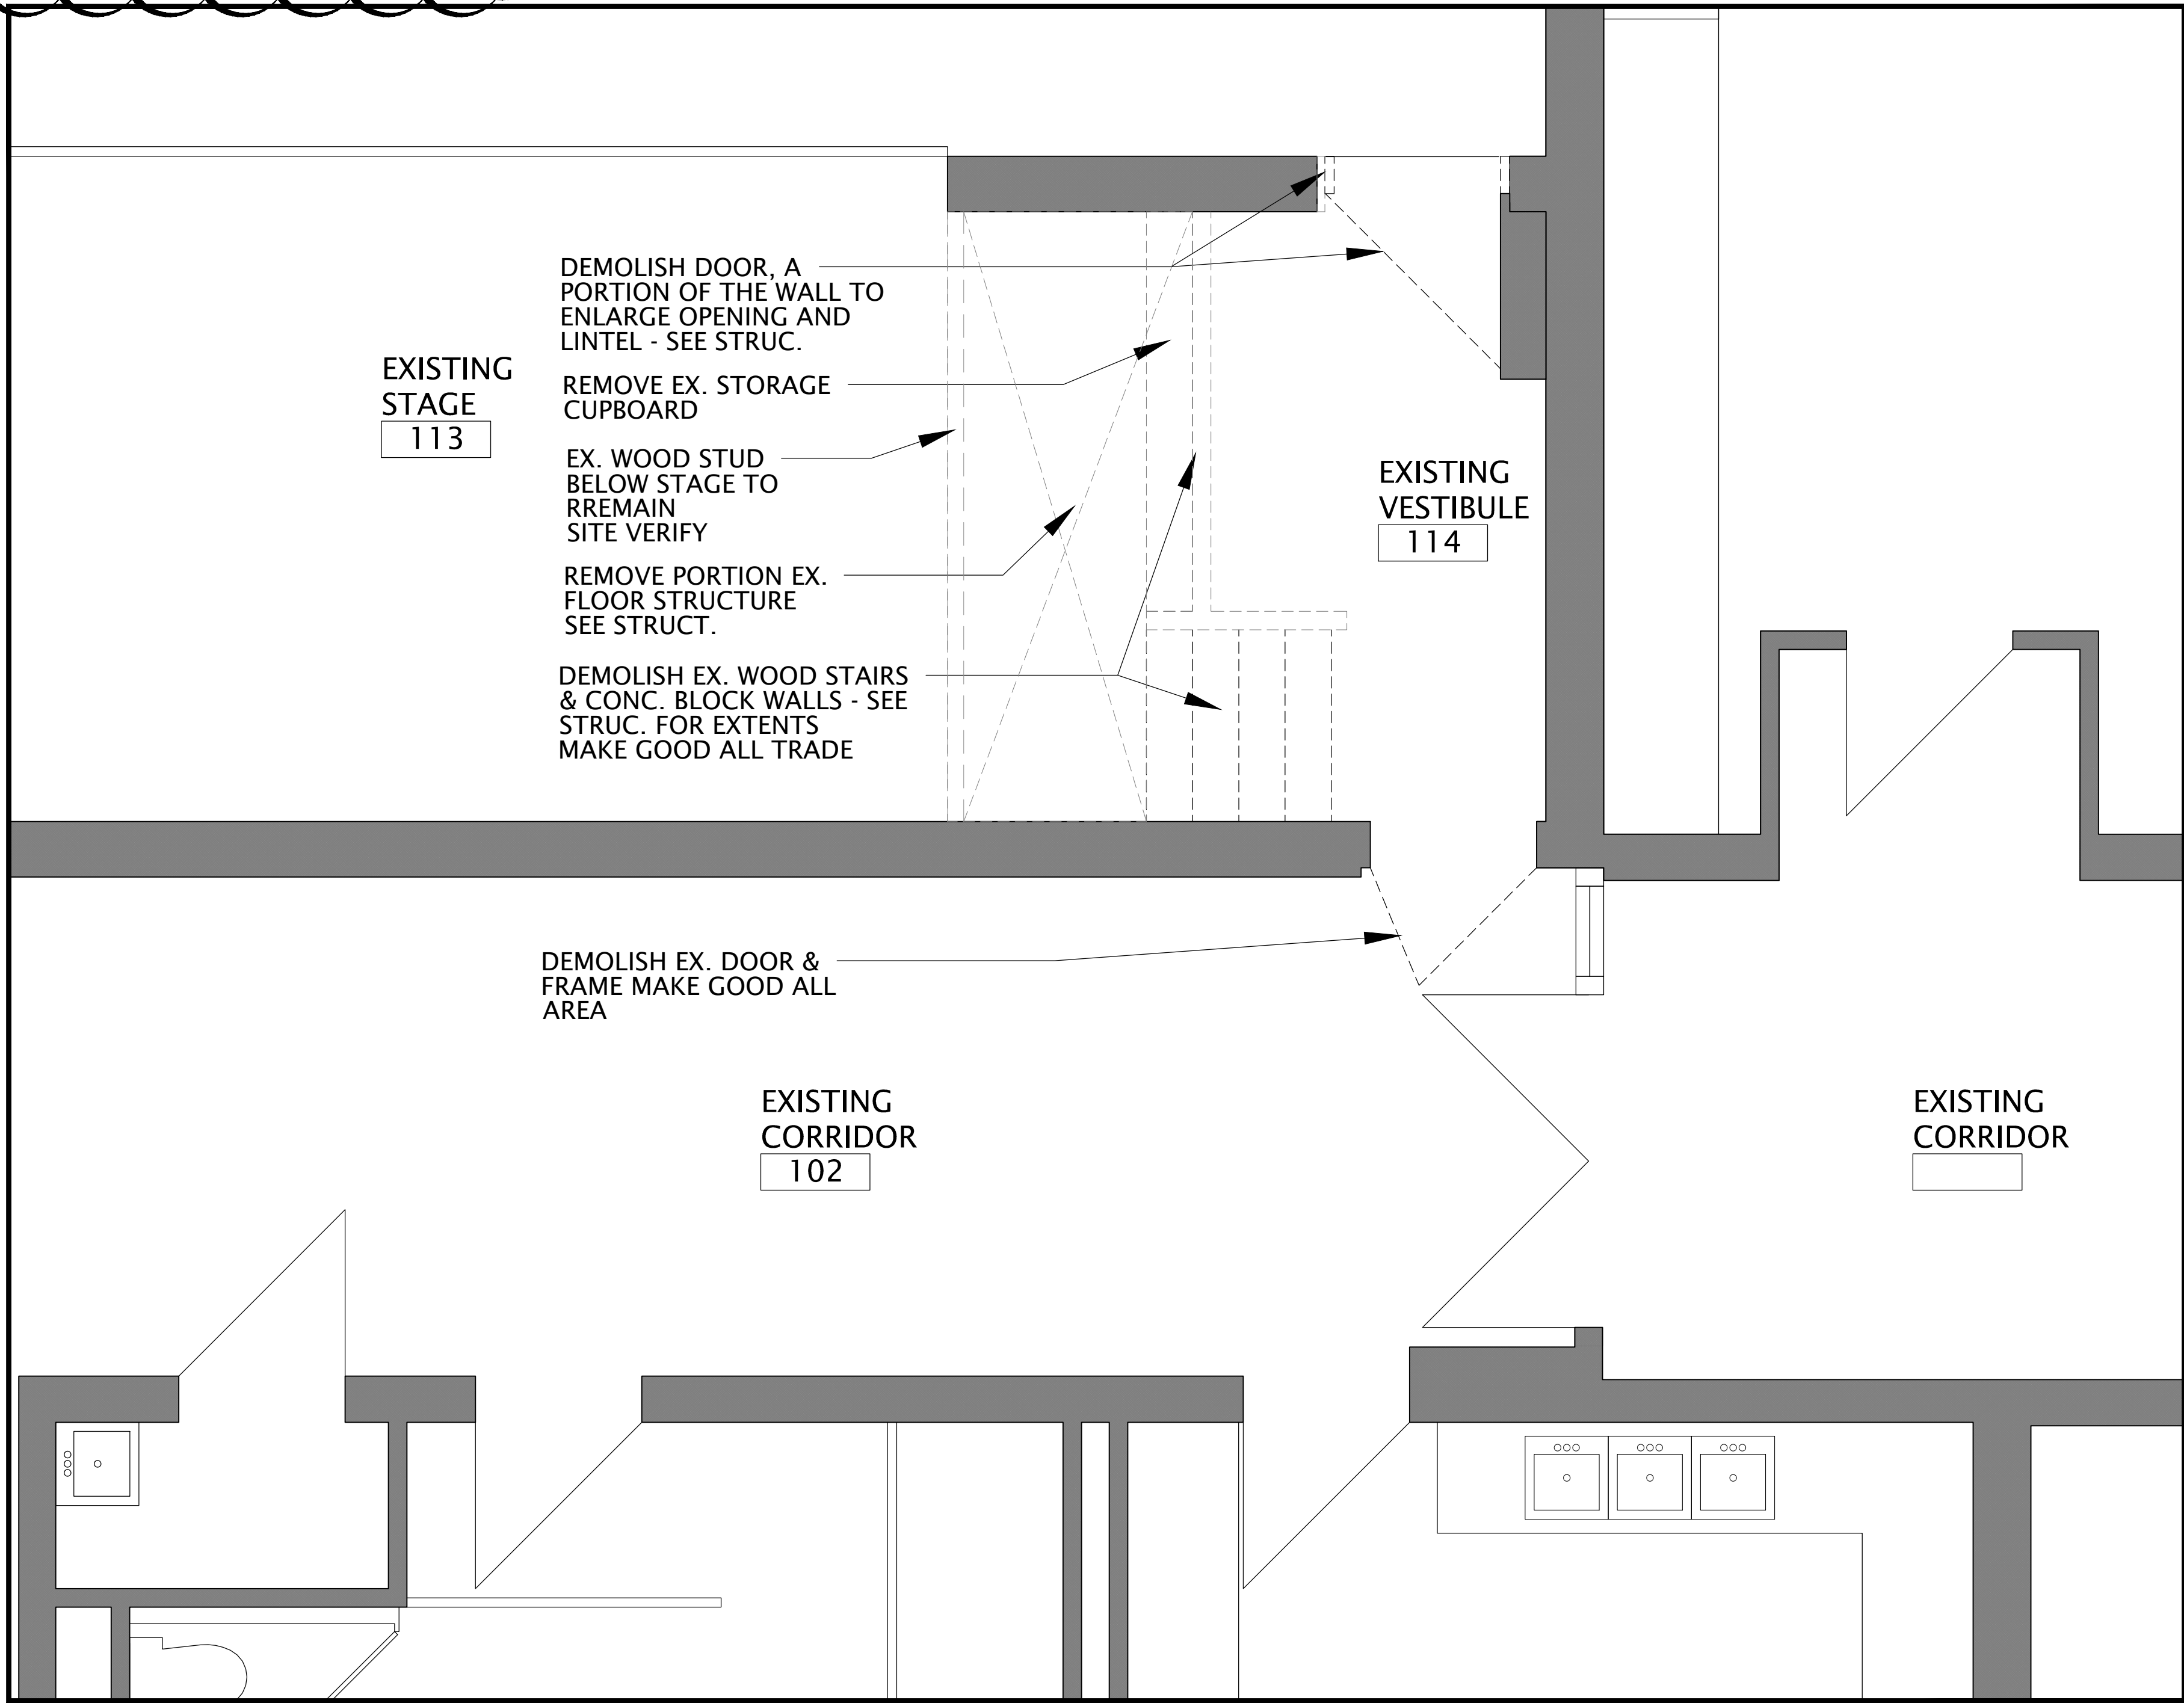 DEMOLISH DOOR, A
PORTION OF THE WALL TO
ENLARGE OPENING AND
LINTEL - SEE STRUC.
EXISTING
STAGE
113
REMOVE EX. STORAGE
CUPBOARD
EX. WOOD STUD
BELOW STAGE TO
RREMAIN
SITE VERIFY
EXISTING
VESTIBULE
114
REMOVE PORTION EX.
FLOOR STRUCTURE
SEE STRUCT.
DEMOLISH EX. WOOD STAIRS
& CONC. BLOCK WALLS - SEE
STRUC. FOR EXTENTS
MAKE GOOD ALL TRADE
DEMOLISH EX. DOOR &
FRAME MAKE GOOD ALL
AREA
EXISTING
CORRIDOR
102
EXISTING
CORRIDOR